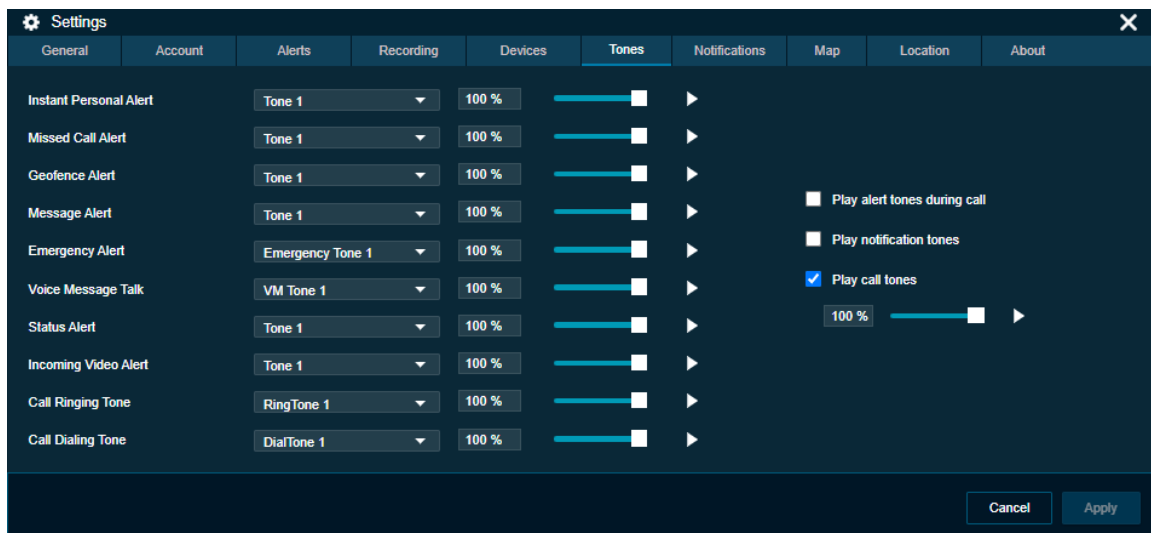 Settings
General Account Alerts Recording Devices Tones Notifications Map Location About
Instant Personal Alert Tone 1 100 %
Missed Call Alert Tone 1 100 %
Geofence Alert Tone 1 100 %
Message Alert Tone 1 100 %
Emergency Alert Emergency Tone 1 100 %
Voice Message Talk VM Tone 1 100 %
Status Alert Tone 1 100 %
Incoming Video Alert Tone 1 100 %
Call Ringing Tone RingTone 1 100 %
Call Dialing Tone DialTone 1 100 %
Play alert tones during call
Play notification tones
Play call tones
100 %
Cancel Apply